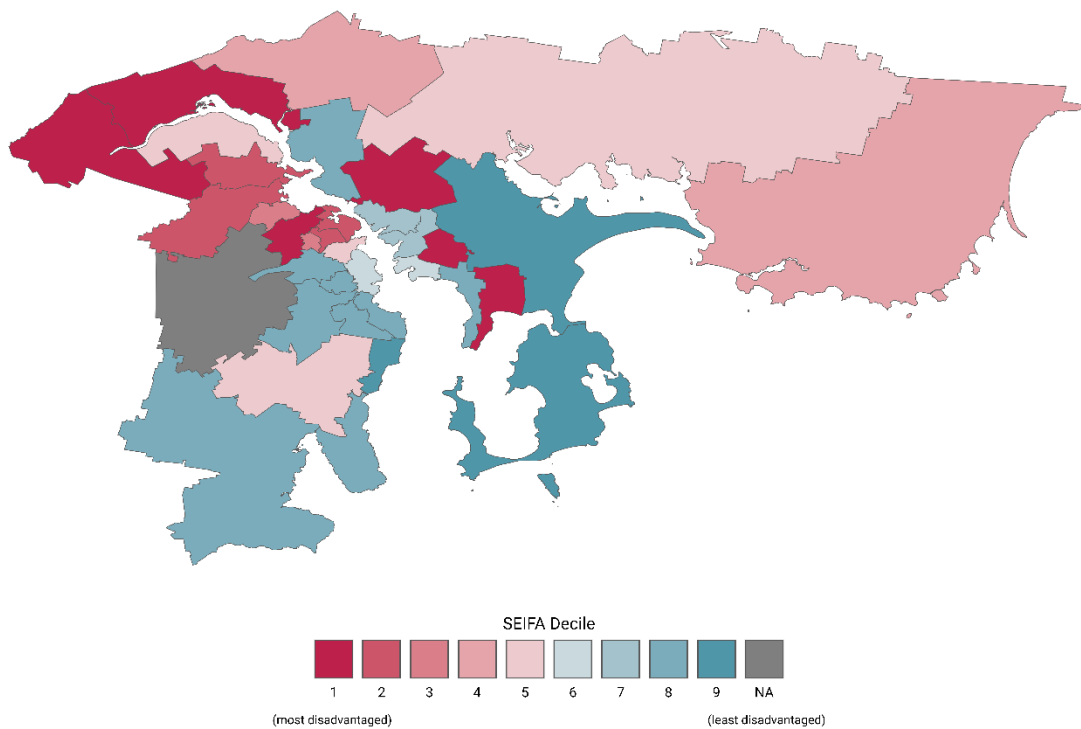 SEIFA Decile
1 2 3 4 5 6 7 8 9 NA
(most disadvantaged) (least disadvantaged)